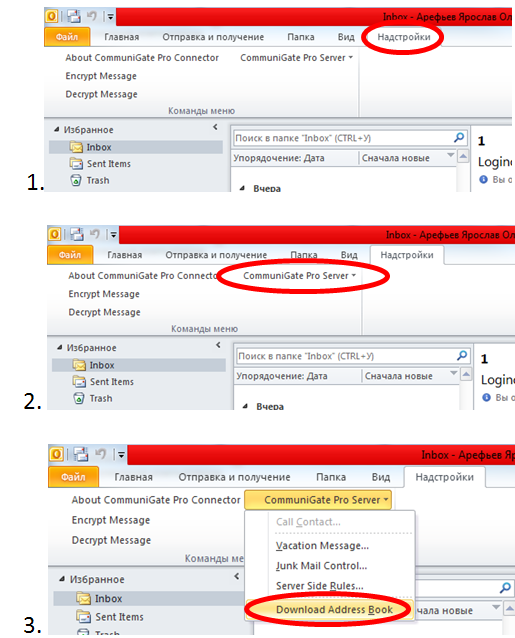 Inbox - Арефьев Ярослав Ол
Файл Главная Отправка и получение Папка Вид Надстройки
About CommuniGate Pro Connector CommuniGate Pro Server
Encrypt Message
Decrypt Message
Команды меню
Избранное
Inbox
Sent Items
Trash
Поиск в папке "Inbox" (CTRL+У)
Упорядочение: Дата Сначала новые
Вчера
1
Logino
Вы о
1.
Inbox - Арефьев Ярослав Ол
Файл Главная Отправка и получение Папка Вид Надстройки
About CommuniGate Pro Connecto CommuniGate Pro Server
Encrypt Message
Decrypt Message
Команды меню
Избранное
Inbox
Sent Items
Trash
Поиск в папке "Inbox" (CTRL+У)
Упорядочение: Дата Сначала новые
Вчера
1
Logino
Вы о
2.
Inbox - Арефьев Яр
Файл Главная Отправка и получение Папка Вид Надстройки
About CommuniGate Pro Connector CommuniGate Pro Server
Encrypt Message
Decrypt Message
Команды ме
Call Contact...
Vacation Message...
Junk Mail Control...
Server Side Rules...
Download Address Book
Избранное
Inbox
Sent Items
Trash
чала новые
3.